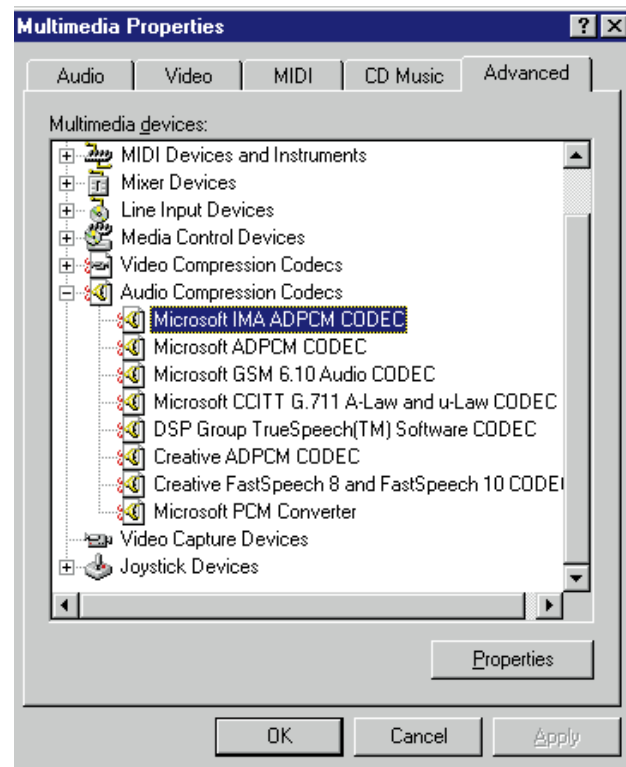 Multimedia Properties
Audio Video MIDI CD Music Advanced
Multimedia devices:
MIDI Devices and Instruments
Mixer Devices
Line Input Devices
Media Control Devices
Video Compression Codecs
Audio Compression Codecs
Microsoft IMA ADPCM CODEC
Microsoft ADPCM CODEC
Microsoft GSM 6.10 Audio CODEC
Microsoft CCITT G.711 A-Law and u-Law CODEC
DSP Group TrueSpeech(TM) Software CODEC
Creative ADPCM CODEC
Creative FastSpeech 8 and FastSpeech 10 CODE
Microsoft PCM Converter
Video Capture Devices
Joystick Devices
Properties
OK Cancel Apply